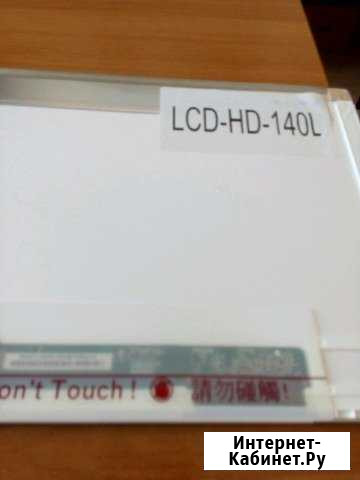 LCD-HD-140L
on't Touch! 請勿碰觸!
Интернет-
Кабинет.Ру